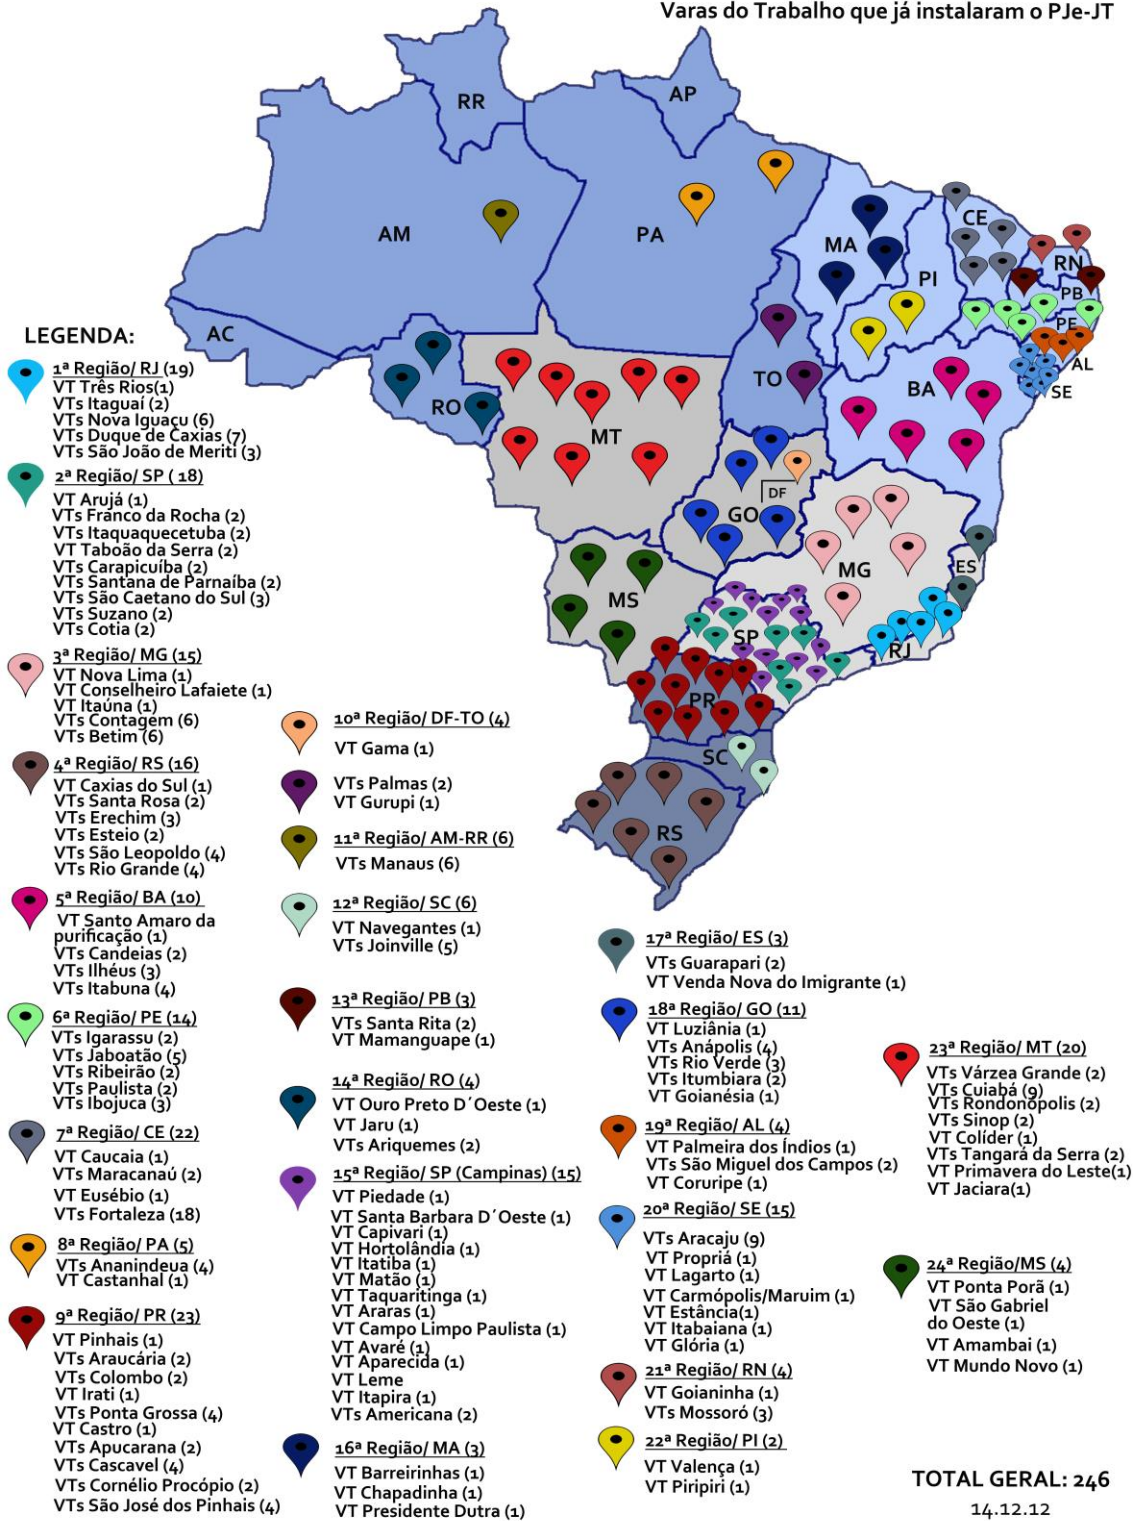 Varas do Trabalho que já instalaram o PJe-JT
RR
AP
AM
PA
MA
CE
RN
PI
PB
PE
AL
SE
AC
RO
TO
BA
MT
DF
GO
MG
ES
MS
SP
RJ
PR
SC
RS
LEGENDA:
1ª Região/ RJ (19)
VT Três Rios(1)
VTs Itaguaí (2)
VTs Nova Iguaçu (6)
VTs Duque de Caxias (7)
VTs São João de Meriti (3)
2ª Região/ SP ( 18)
VT Arujá (1)
VTs Franco da Rocha (2)
VTs Itaquaquecetuba (2)
VT Taboão da Serra (2)
VTs Carapicuíba (2)
VTs Santana de Parnaíba (2)
VTs São Caetano do Sul (3)
VTs Suzano (2)
VTs Cotia (2)
3ª Região/ MG (15)
VT Nova Lima (1)
VT Conselheiro Lafaiete (1)
VT Itaúna (1)
VTs Contagem (6)
VTs Betim (6)
4ª Região/ RS (16)
VT Caxias do Sul (1)
VTs Santa Rosa (2)
VTs Erechim (3)
VTs Esteio (2)
VTs São Leopoldo (4)
VTs Rio Grande (4)
5ª Região/ BA (10)
VT Santo Amaro da
purificação (1)
VTs Candeias (2)
VTs Ilhéus (3)
VTs Itabuna (4)
6ª Região/ PE (14)
VTs Igarassu (2)
VTs Jaboatão (5)
VTs Ribeirão (2)
VTs Paulista (2)
VTs Ibojuca (3)
7ª Região/ CE (22)
VT Caucaia (1)
VTs Maracanaú (2)
VT Eusébio (1)
VTs Fortaleza (18)
8ª Região/ PA (5)
VTs Ananindeua (4)
VT Castanhal (1)
9ª Região/ PR (23)
VT Pinhais (1)
VTs Araucária (2)
VTs Colombo (2)
VT Irati (1)
VTs Ponta Grossa (4)
VT Castro (1)
VTs Apucarana (2)
VTs Cascavel (4)
VTs Cornélio Procópio (2)
VTs São José dos Pinhais (4)
10ª Região/ DF-TO (4)
VT Gama (1)
VTs Palmas (2)
VT Gurupi (1)
11ª Região/ AM-RR (6)
VTs Manaus (6)
12ª Região/ SC (6)
VT Navegantes (1)
VTs Joinville (5)
13ª Região/ PB (3)
VTs Santa Rita (2)
VT Mamanguape (1)
14ª Região/ RO (4)
VT Ouro Preto D´Oeste (1)
VT Jaru (1)
VTs Ariquemes (2)
15ª Região/ SP (Campinas) (15)
VT Piedade (1)
VT Santa Barbara D´Oeste (1)
VT Capivari (1)
VT Hortolândia (1)
VT Itatiba (1)
VT Matão (1)
VT Taquaritinga (1)
VT Araras (1)
VT Campo Limpo Paulista (1)
VT Avaré (1)
VT Aparecida (1)
VT Leme
VT Itapira (1)
VTs Americana (2)
16ª Região/ MA (3)
VT Barreirinhas (1)
VT Chapadinha (1)
VT Presidente Dutra (1)
17ª Região/ ES (3)
VTs Guarapari (2)
VT Venda Nova do Imigrante (1)
18ª Região/ GO (11)
VT Luziânia (1)
VTs Anápolis (4)
VTs Rio Verde (3)
VTs Itumbiara (2)
VT Goianésia (1)
19ª Região/ AL (4)
VT Palmeira dos Índios (1)
VTs São Miguel dos Campos (2)
VT Coruripe (1)
20ª Região/ SE (15)
VTs Aracaju (9)
VT Propriá (1)
VT Lagarto (1)
VT Carmópolis/Maruim (1)
VT Estância(1)
VT Itabaiana (1)
VT Glória (1)
21ª Região/ RN (4)
VT Goianinha (1)
VTs Mossoró (3)
22ª Região/ PI (2)
VT Valença (1)
VT Piripiri (1)
23ª Região/ MT (20)
VTs Várzea Grande (2)
VTs Cuiabá (9)
VTs Rondonópolis (2)
VTs Sinop (2)
VT Colíder (1)
VTs Tangará da Serra (2)
VT Primavera do Leste(1)
VT Jaciara(1)
24ª Região/MS (4)
VT Ponta Porã (1)
VT São Gabriel
do Oeste (1)
VT Amambai (1)
VT Mundo Novo (1)
TOTAL GERAL: 246
14.12.12